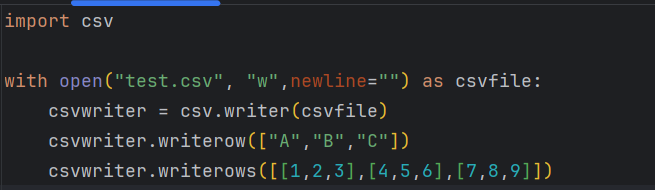 import csv
with open("test.csv", "w",newline="") as csvfile:
    csvwriter = csv.writer(csvfile)
    csvwriter.writerow(["A","B","C"])
    csvwriter.writerows([[1,2,3],[4,5,6],[7,8,9]])